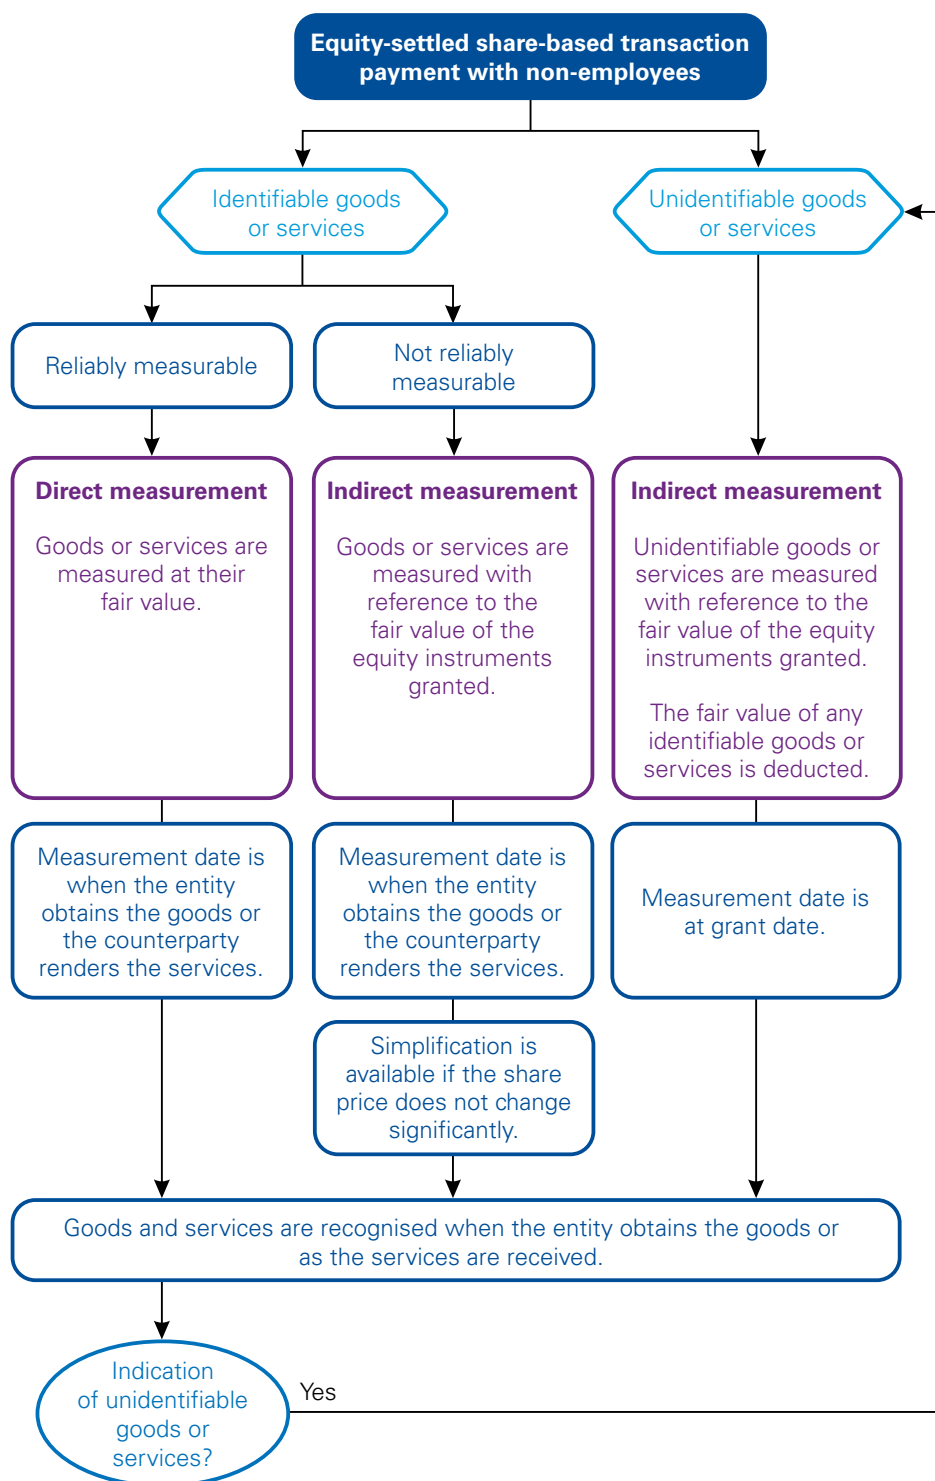 Equity-settled share-based transaction
payment with non-employees
Identifiable goods
or services
Unidentifiable goods
or services
Reliably measurable
Not reliably
measurable
Direct measurement
Goods or services are
measured at their
fair value.
Indirect measurement
Goods or services are
measured with
reference to the
fair value of the
equity instruments
granted.
Indirect measurement
Unidentifiable goods or
services are measured
with reference to the
fair value of the equity
instruments granted.
The fair value of any
identifiable goods or
services is deducted.
Measurement date is
when the entity
obtains the goods or
the counterparty
renders the services.
Measurement date is
when the entity
obtains the goods or
the counterparty
renders the services.
Measurement date is
at grant date.
Simplification is
available if the share
price does not change
significantly.
Goods and services are recognised when the entity obtains the goods or
as the services are received.
Indication
of unidentifiable
goods or
services?
Yes